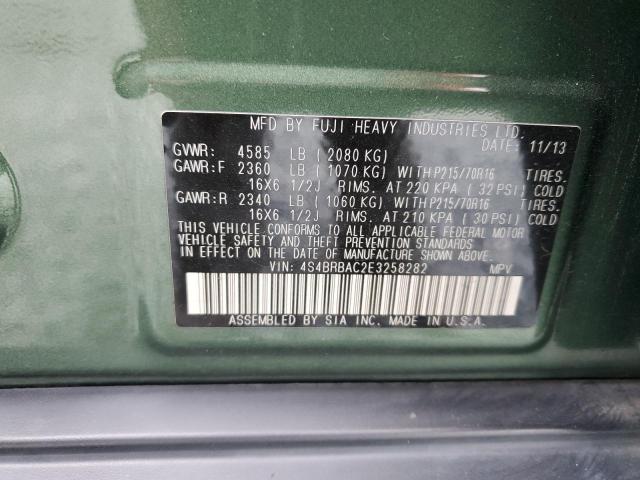 MFD BY FUJI HEAVY INDUSTRIES LTD.
DATE: 11/13
GVWR: 4585 LB ( 2080 KG)
GAWR:F 2360 LB ( 1070 KG) WITH P215/70R16 TIRES.
16X6 1/2J RIMS. AT 220 KPA ( 32 PSI) COLD
GAWR:R 2340 LB ( 1060 KG) WITH P215/70R16 TIRES.
16X6 1/2J RIMS. AT 210 KPA ( 30 PSI) COLD
THIS VEHICLE CONFORMS TO ALL APPLICABLE FEDERAL MOTOR
VEHICLE SAFETY AND THEFT PREVENTION STANDARDS
IN EFFECT ON THE DATE OF MANUFACTURE SHOWN ABOVE.
VIN: 4S4BRBAC2E3258282 MPV
ASSEMBLED BY SIA INC. MADE IN U.S.A.